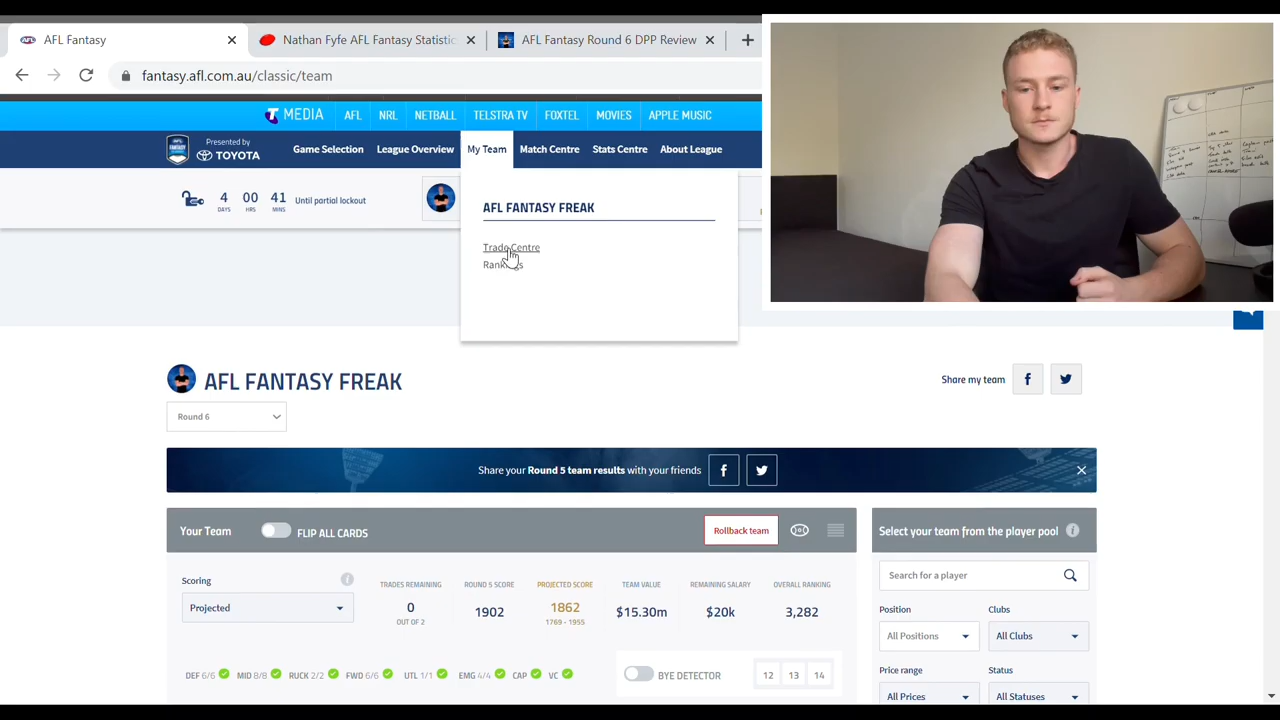 AFL Fantasy
Nathan Fyfe AFL Fantasy Statistic
AFL Fantasy Round 6 DPP Review
fantasy.afl.com.au/classic/team
T MEDIA AFL NRL NETBALL TELSTRA TV FOXTEL MOVIES APPLE MUSIC
Presented by
TOYOTA
Game Selection League Overview My Team Match Centre Stats Centre About League
4 00 41
DAYS HRS MINS
Until partial lockout
AFL FANTASY FREAK
Trade Centre
Rankings
AFL FANTASY FREAK
Share my team
Round 6
Share your Round 5 team results with your friends
Your Team FLIP ALL CARDS Rollback team
Select your team from the player pool
Scoring
Projected
TRADES REMAINING
0
OUT OF 2
ROUND 5 SCORE
1902
PROJECTED SCORE
1862
1769 - 1955
TEAM VALUE
$15.30m
REMAINING SALARY
$20k
OVERALL RANKING
3,282
Search for a player
Position Clubs
All Positions All Clubs
Price range Status
All Prices All Statuses
DEF 6/6 MID 8/8 RUCK 2/2 FWD 6/6 UTL 1/1 EMG 4/4 CAP VC
BYE DETECTOR 12 13 14